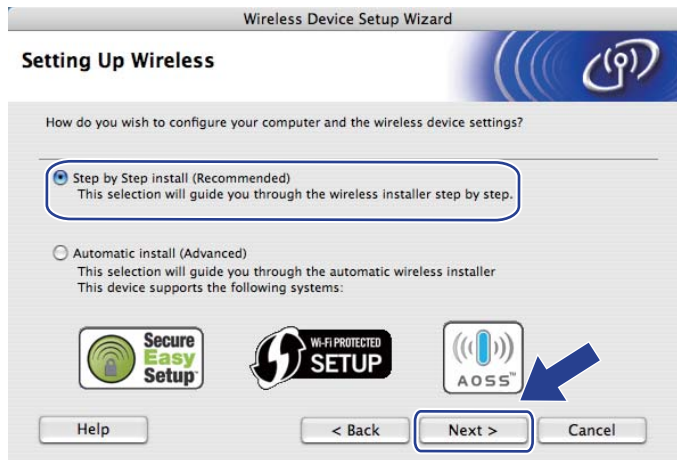 Wireless Device Setup Wizard
Setting Up Wireless
How do you wish to configure your computer and the wireless device settings?
Step by Step install (Recommended)
This selection will guide you through the wireless installer step by step.
Automatic install (Advanced)
This selection will guide you through the automatic wireless installer
This device supports the following systems:
Secure
Easy
Setup
Wi-Fi PROTECTED
SETUP
AOSS™
Help
< Back
Next >
Cancel